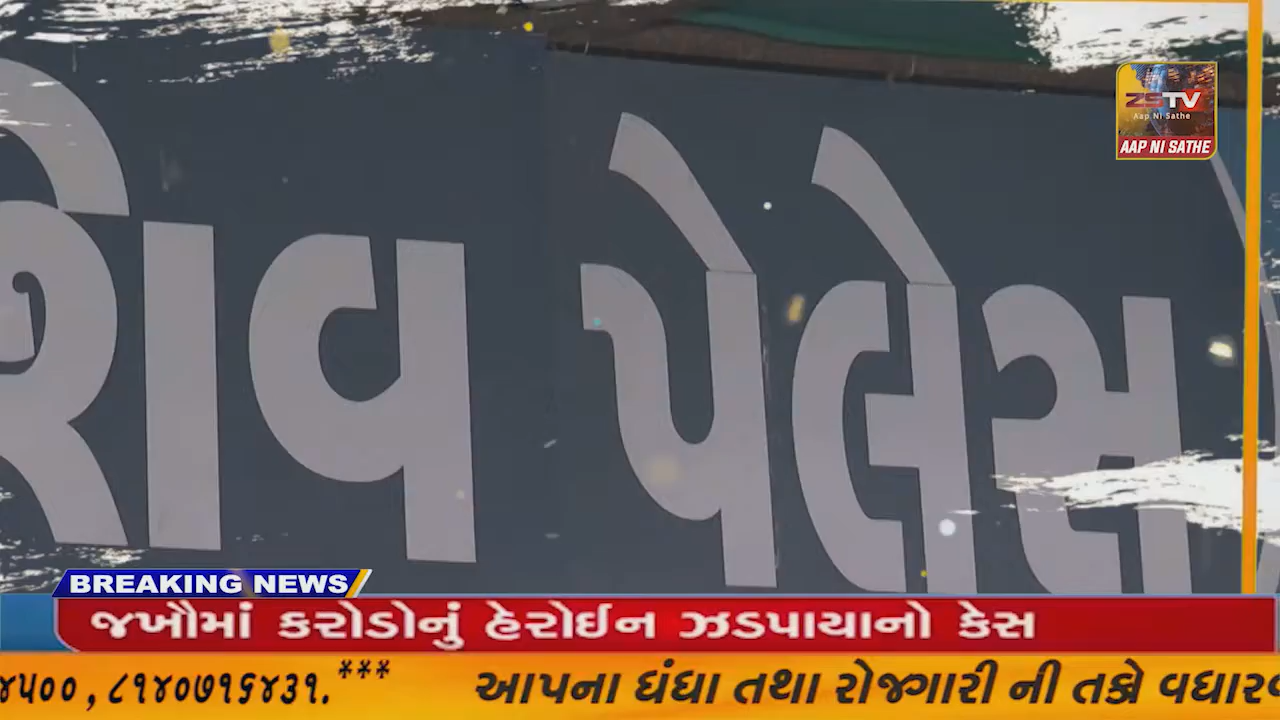 શિવ પેલેસ
ZSTV
Aap Ni Sathe
AAP NI SATHE
BREAKING NEWS
જખૌમાં કરોડોનું હેરોઈન ઝડપાયાનો કેસ
૪૫૦૦,૮૧૪૦૭૧૬૪૩૧.*** આપના ધંધા તથા રોજગારી ની તકો